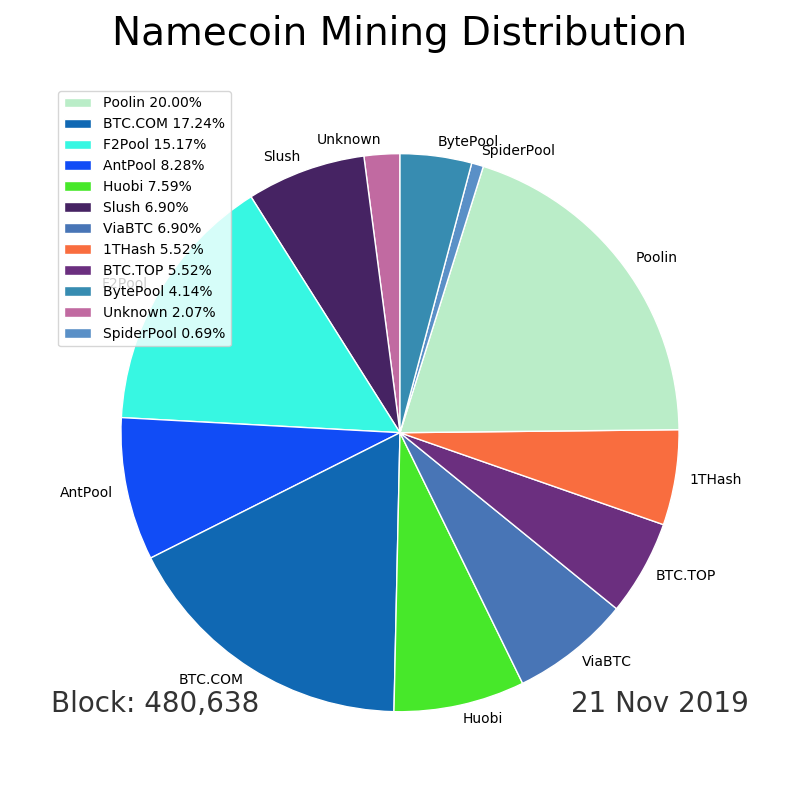 Namecoin Mining Distribution
Poolin 20.00%
BTC.COM 17.24%
F2Pool 15.17%
AntPool 8.28%
Huobi 7.59%
Slush 6.90%
ViaBTC 6.90%
1THash 5.52%
BTC.TOP 5.52%
BytePool 4.14%
Unknown 2.07%
SpiderPool 0.69%
Unknown
BytePool
SpiderPool
Slush
Poolin
F2Pool
AntPool
1THash
BTC.TOP
ViaBTC
BTC.COM
Huobi
Block: 480,638
21 Nov 2019